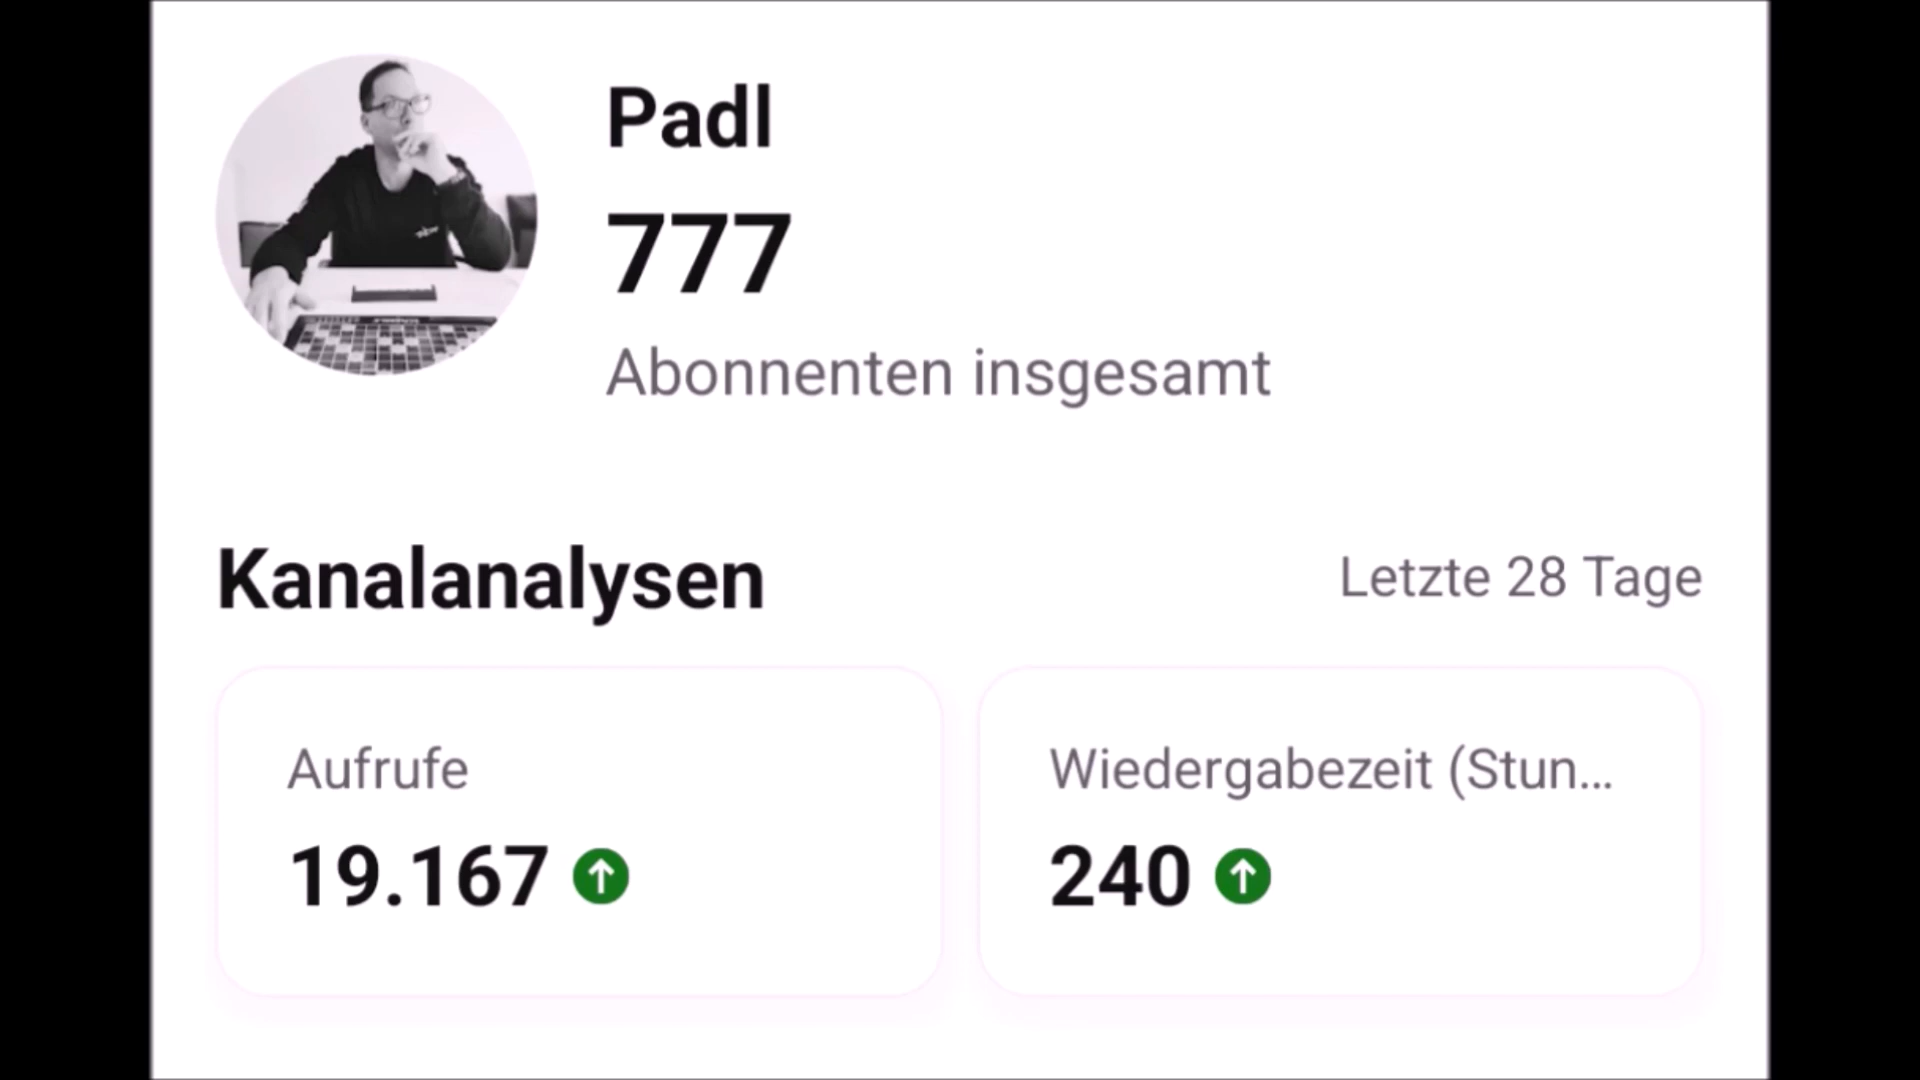 Padl
777
Abonnenten insgesamt
Kanalanalysen
Letzte 28 Tage
Aufrufe
Wiedergabezeit (Stun...
19.167
240